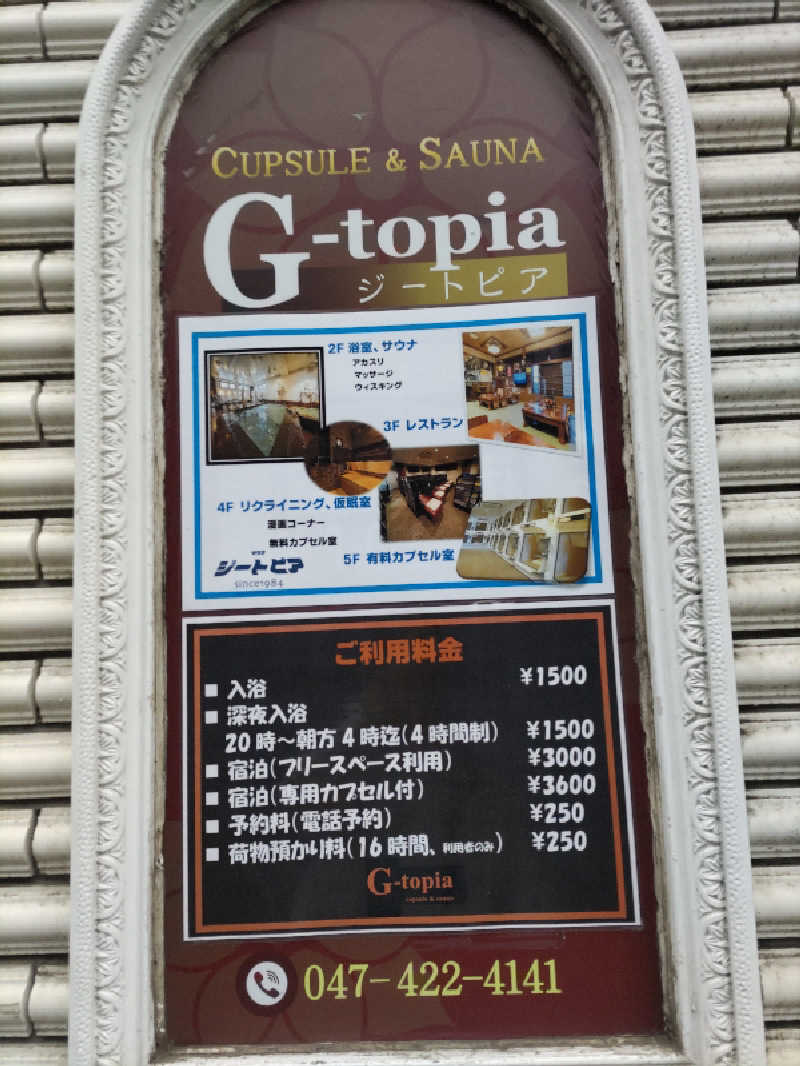 CUPSULE & SAUNA
G-topia
ジートピア
2F 浴室、サウナ
アカスリ
マッサージ
ウィスキング
3F レストラン
4F リクライニング、仮眠室
漫画コーナー
無料カプセル室
サウナ
ジートピア
since1984
5F 有料カプセル室
ご利用料金
■ 入浴 ¥1500
■ 深夜入浴
20時～朝方4時迄(4時間制) ¥1500
■ 宿泊(フリースペース利用) ¥3000
■ 宿泊(専用カプセル付) ¥3600
■ 予約料(電話予約) ¥250
■ 荷物預かり料(16時間、利用者のみ) ¥250
G-topia
capsule & sauna
047-422-4141